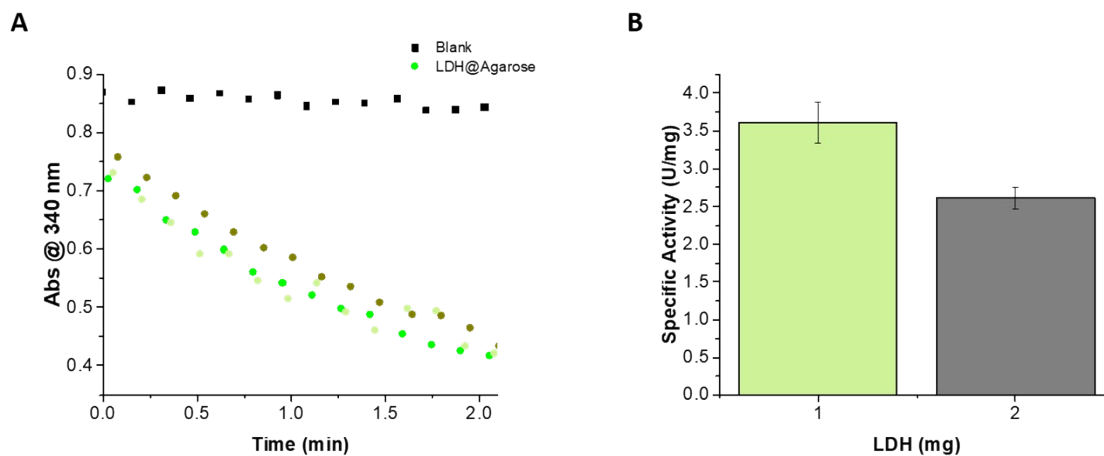 A
Blank
LDH@Agarose
0.9
0.8
0.7
0.6
0.5
0.4
Abs @ 340 nm
0.0 0.5 1.0 1.5 2.0
Time (min)
B
4.0
3.5
3.0
2.5
2.0
1.5
1.0
0.5
0.0
Specific Activity (U/mg)
1 2
LDH (mg)